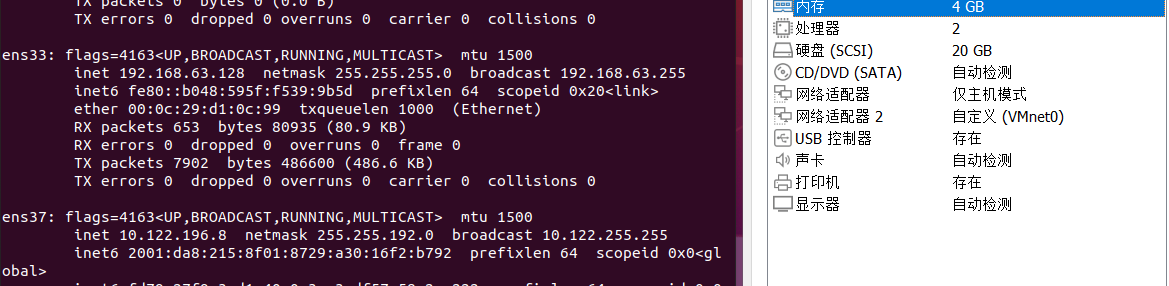 TX packets 0  bytes 0 (0.0 B)
TX errors 0  dropped 0 overruns 0  carrier 0  collisions 0
ens33: flags=4163<UP,BROADCAST,RUNNING,MULTICAST>  mtu 1500
inet 192.168.63.128  netmask 255.255.255.0  broadcast 192.168.63.255
inet6 fe80::b048:595f:f539:9b5d  prefixlen 64  scopeid 0x20<link>
ether 00:0c:29:d1:0c:99  txqueuelen 1000  (Ethernet)
RX packets 653  bytes 80935 (80.9 KB)
RX errors 0  dropped 0  overruns 0  frame 0
TX packets 7902  bytes 486600 (486.6 KB)
TX errors 0  dropped 0 overruns 0  carrier 0  collisions 0
ens37: flags=4163<UP,BROADCAST,RUNNING,MULTICAST>  mtu 1500
inet 10.122.196.8  netmask 255.255.192.0  broadcast 10.122.255.255
inet6 2001:da8:215:8f01:8729:a30:16f2:b792  prefixlen 64  scopeid 0x0<gl
obal>
内存 4 GB
处理器 2
硬盘 (SCSI) 20 GB
CD/DVD (SATA) 自动检测
网络适配器 仅主机模式
网络适配器 2 自定义 (VMnet0)
USB 控制器 存在
声卡 自动检测
打印机 存在
显示器 自动检测